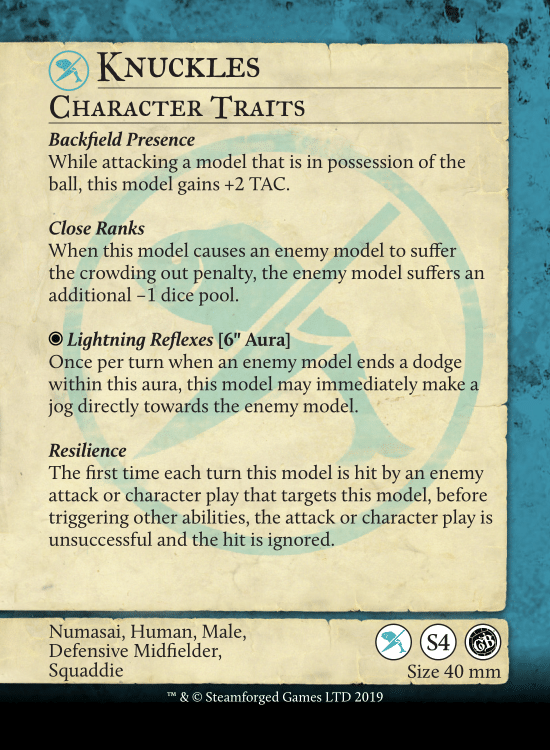 Knuckles
Character Traits
Backfield Presence
While attacking a model that is in possession of the
ball, this model gains +2 TAC.
Close Ranks
When this model causes an enemy model to suffer
the crowding out penalty, the enemy model suffers an
additional −1 dice pool.
Lightning Reflexes [6" Aura]
Once per turn when an enemy model ends a dodge
within this aura, this model may immediately make a
jog directly towards the enemy model.
Resilience
The first time each turn this model is hit by an enemy
attack or character play that targets this model, before
triggering other abilities, the attack or character play is
unsuccessful and the hit is ignored.
Numasai, Human, Male,
Defensive Midfielder,
Squaddie
S4
GB
Size 40 mm
™ & © Steamforged Games LTD 2019